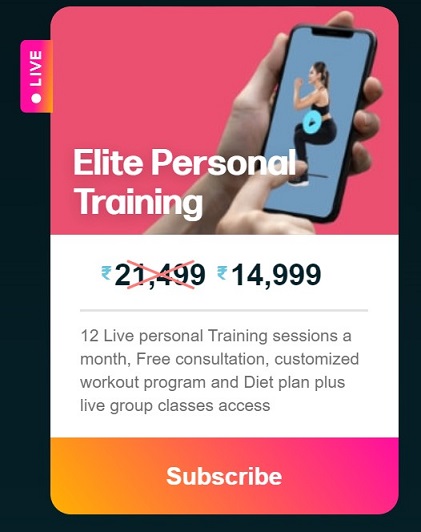 LIVE
Elite Personal
Training
₹21,499 ₹14,999
12 Live personal Training sessions a
month, Free consultation, customized
workout program and Diet plan plus
live group classes access
Subscribe